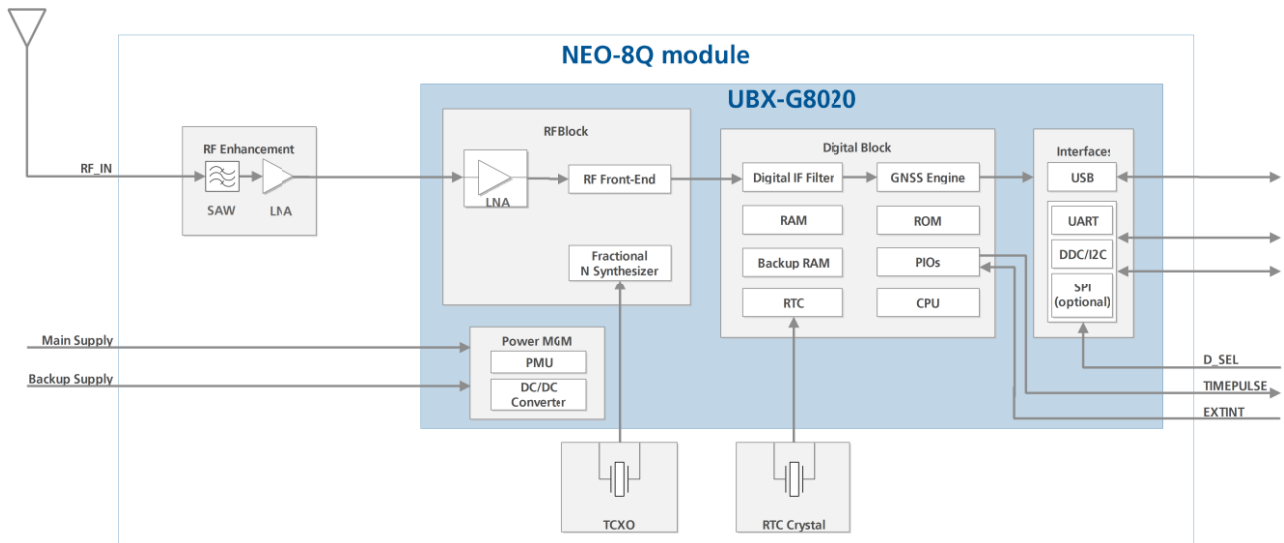 NEO-8Q module
UBX-G8020
RF_IN
RF Enhancement
SAW
LNA
RFBlock
LNA
RF Front-End
Fractional
N Synthesizer
Digital Block
Digital IF Filter
GNSS Engine
RAM
ROM
Backup RAM
PIOs
RTC
CPU
Interfaces
USB
UART
DDC/I2C
SPI
(optional)
Main Supply
Backup Supply
Power MGM
PMU
DC/DC
Converter
D_SEL
TIMEPULSE
EXTINT
TCXO
RTC Crystal